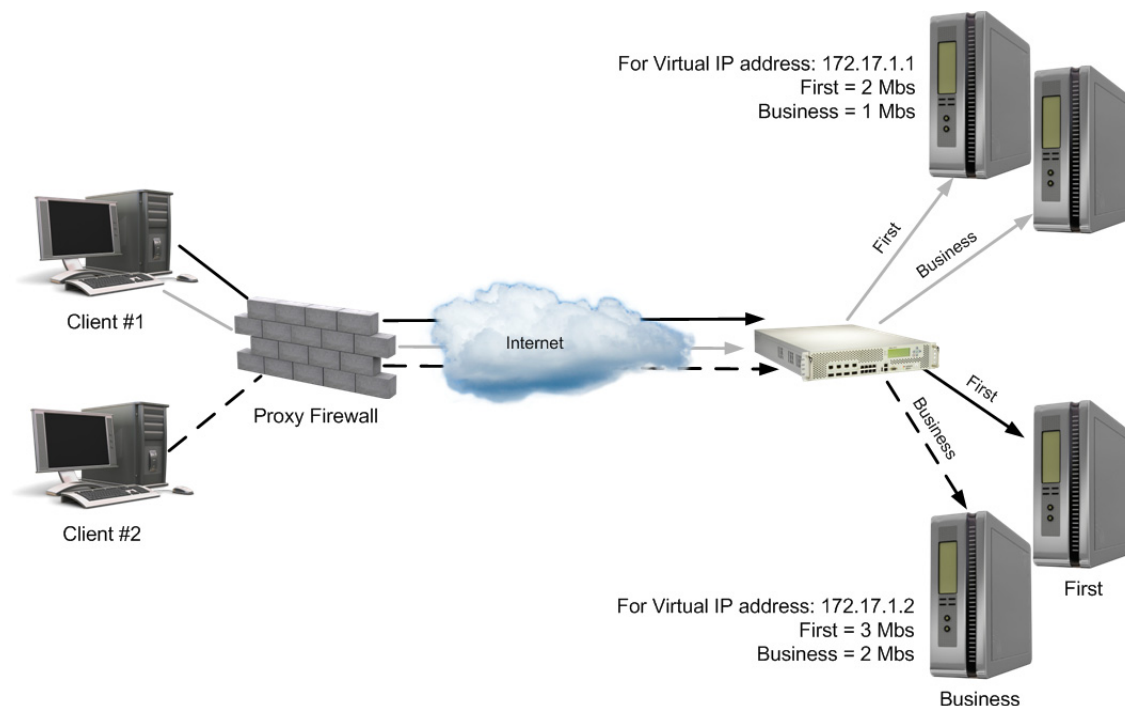 For Virtual IP address: 172.17.1.1
First = 2 Mbs
Business = 1 Mbs
First
Business
Client #1
Internet
Proxy Firewall
First
Business
Client #2
First
For Virtual IP address: 172.17.1.2
First = 3 Mbs
Business = 2 Mbs
Business